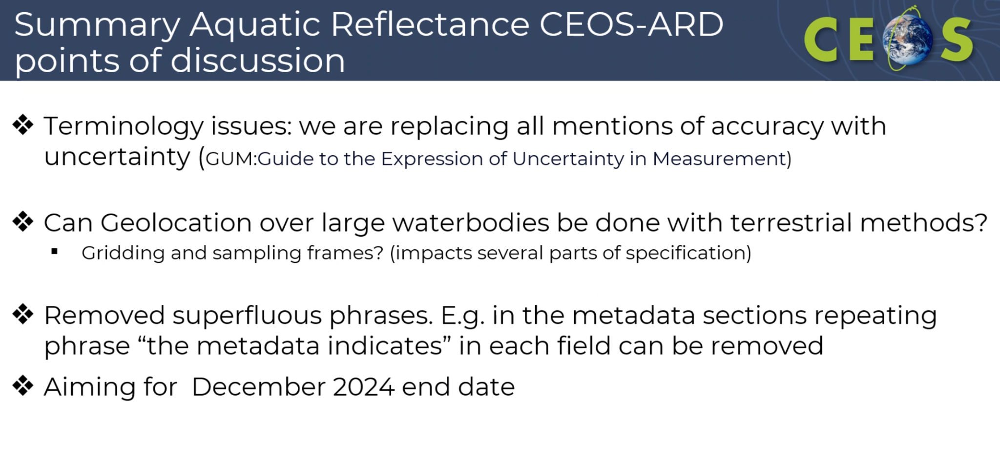 Summary Aquatic Reflectance CEOS-ARD
points of discussion
CEOS
❖ Terminology issues: we are replacing all mentions of accuracy with
uncertainty (GUM:Guide to the Expression of Uncertainty in Measurement)
❖ Can Geolocation over large waterbodies be done with terrestrial methods?
▪ Gridding and sampling frames? (impacts several parts of specification)
❖ Removed superfluous phrases. E.g. in the metadata sections repeating
phrase “the metadata indicates” in each field can be removed
❖ Aiming for  December 2024 end date